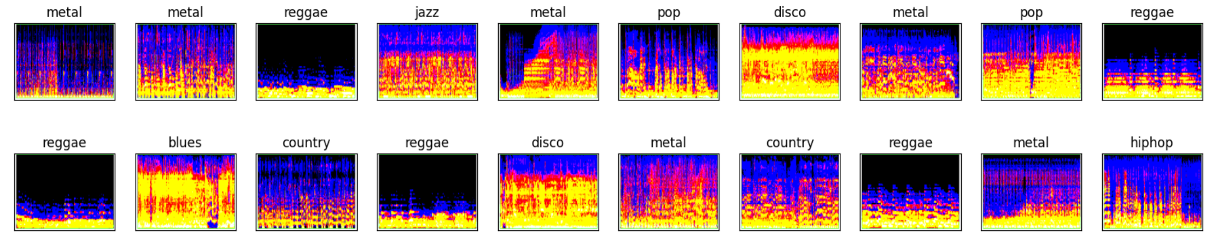 metal metal reggae jazz metal pop disco metal pop reggae
reggae blues country reggae disco metal country reggae metal hiphop